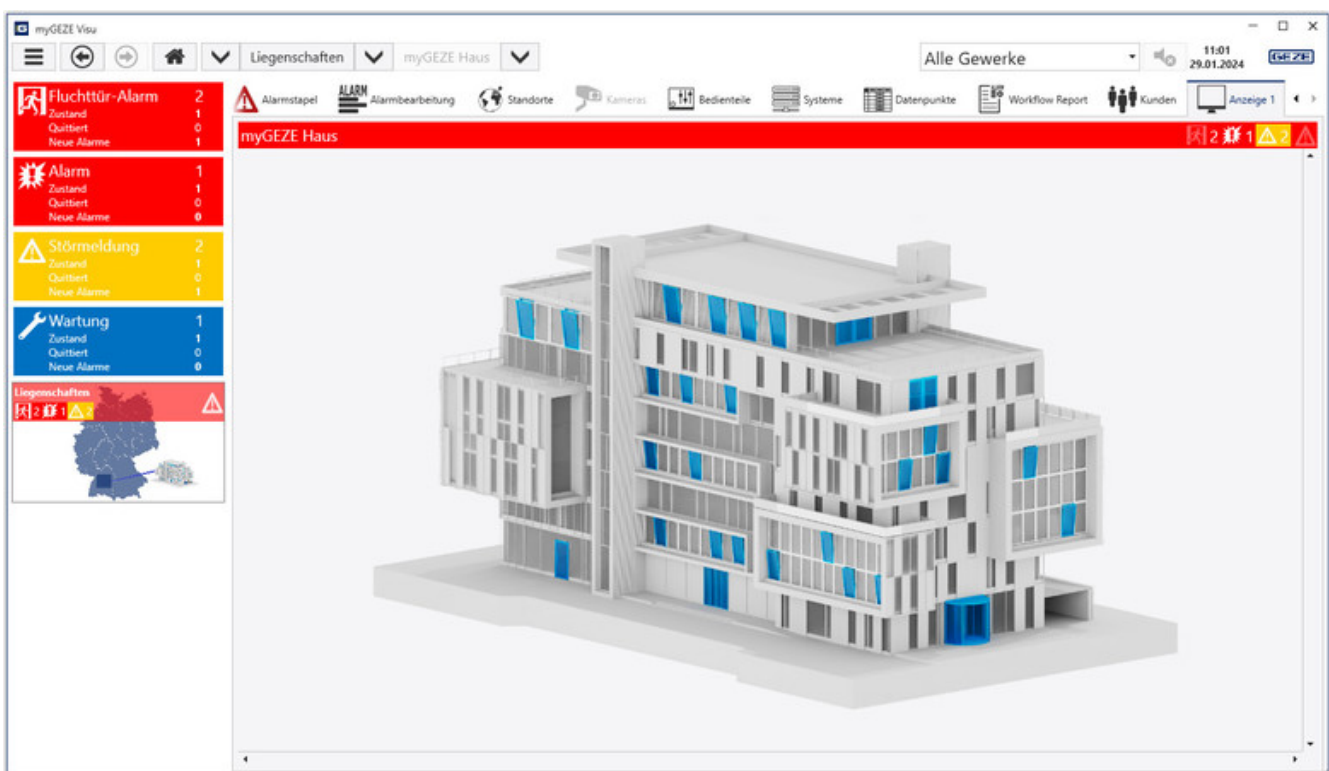 myGEZE Visu
Liegenschaften
myGEZE Haus
Alle Gewerke
11:01
29.01.2024
GEZE
Fluchttür-Alarm 2
Zustand 1
Quittiert 0
Neue Alarme 1
Alarm 1
Zustand 1
Quittiert 0
Neue Alarme 0
Störmeldung 2
Zustand 1
Quittiert 0
Neue Alarme 1
Wartung 1
Zustand 1
Quittiert 0
Neue Alarme 0
Liegenschaften
2 1 2
Alarmstapel
ALARM Alarmbearbeitung
Standorte
Kameras
Bedienteile
Systeme
Datenpunkte
Workflow Report
Kunden
Anzeige 1
myGEZE Haus
2 1 2